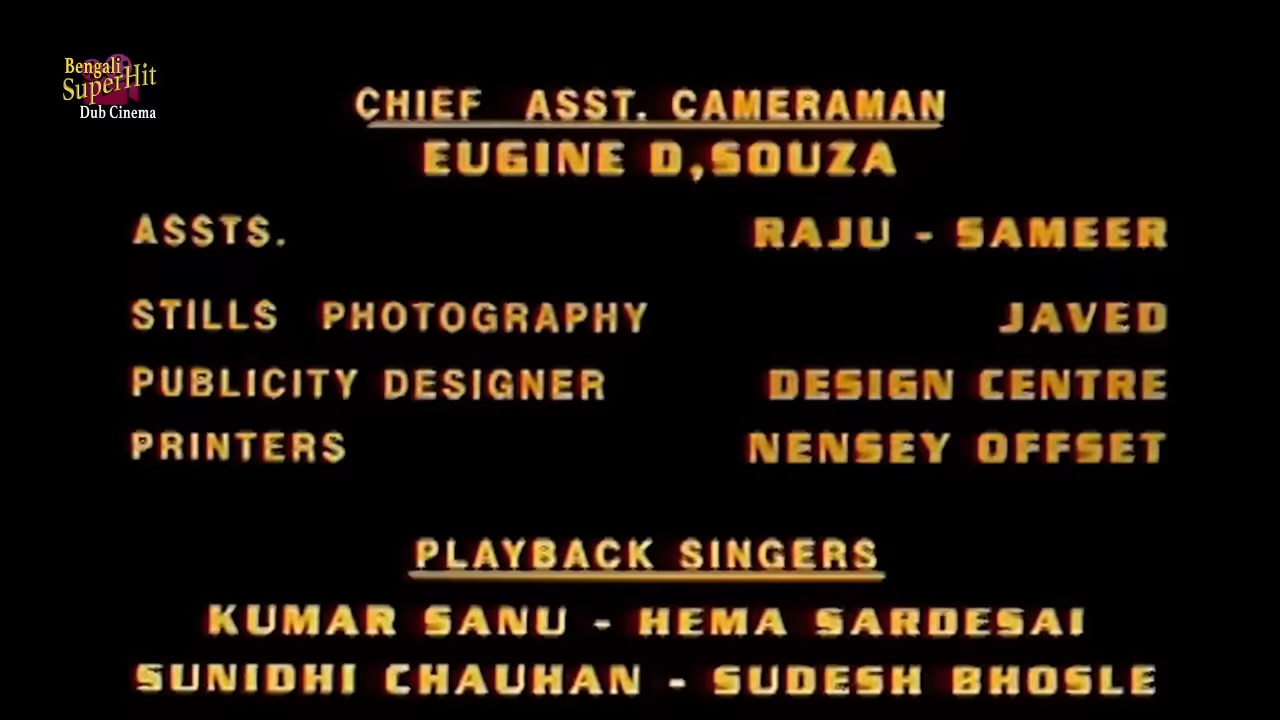 Bengali
SuperHit
Dub Cinema
CHIEF ASST. CAMERAMAN
EUGINE D,SOUZA
ASSTS. RAJU - SAMEER
STILLS PHOTOGRAPHY JAVED
PUBLICITY DESIGNER DESIGN CENTRE
PRINTERS NENSEY OFFSET
PLAYBACK SINGERS
KUMAR SANU - HEMA SARDESAI
SUNIDHI CHAUHAN - SUDESH BHOSLE